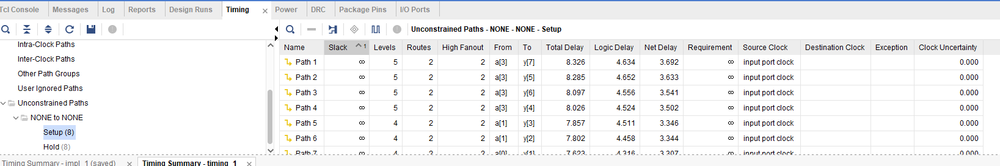 Tcl Console Messages Log Reports Design Runs Timing × Power DRC Package Pins I/O Ports
Unconstrained Paths - NONE - NONE - Setup
Intra-Clock Paths
Inter-Clock Paths
Other Path Groups
User Ignored Paths
Unconstrained Paths
NONE to NONE
Setup (8)
Hold (8)
Name Slack ^1 Levels Routes High Fanout From To Total Delay Logic Delay Net Delay Requirement Source Clock Destination Clock Exception Clock Uncertainty
Path 1 ∞ 5 2 2 a[3] y[7] 8.326 4.634 3.692 ∞ input port clock 0.000
Path 2 ∞ 5 2 2 a[3] y[5] 8.285 4.652 3.633 ∞ input port clock 0.000
Path 3 ∞ 5 2 2 a[3] y[6] 8.097 4.556 3.541 ∞ input port clock 0.000
Path 4 ∞ 5 2 2 a[3] y[4] 8.026 4.524 3.502 ∞ input port clock 0.000
Path 5 ∞ 4 2 2 a[1] y[3] 7.857 4.511 3.346 ∞ input port clock 0.000
Path 6 ∞ 4 2 2 a[1] y[2] 7.802 4.458 3.344 ∞ input port clock 0.000
Path 7 ∞ 4 2 2 a[0] y[1] 7.623 4.316 3.307 ∞ input port clock 0.000
Timing Summary - impl_1 (saved) × Timing Summary - timing_1 ×